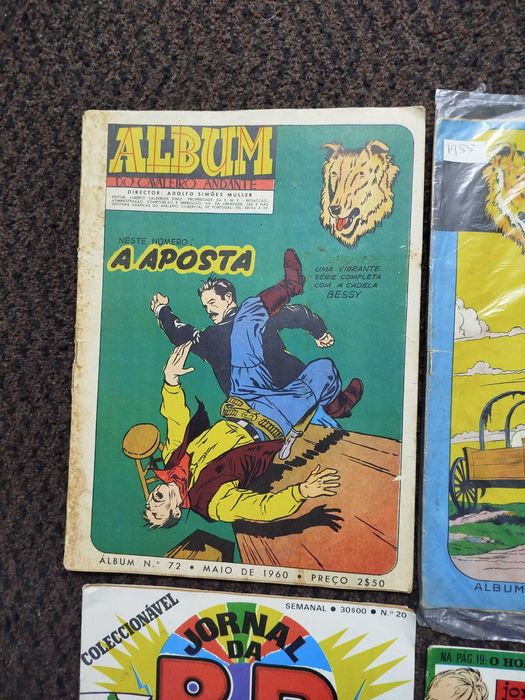 ALBUM
DO CAVALEIRO ANDANTE
DIRECTOR: ADOLFO SIMÕES MULLER
NESTE NÚMERO:
A APOSTA
UMA VIBRANTE
SÉRIE COMPLETA
COM A CADELA
BESSY
ÁLBUM N.º 72 • MAIO DE 1960 • PREÇO 2$50
1955
ALBUM
COLECCIONÁVEL
SEMANAL • 30$00 • N.º 20
JORNAL
DA
BD
NA PÁG 19: O HO